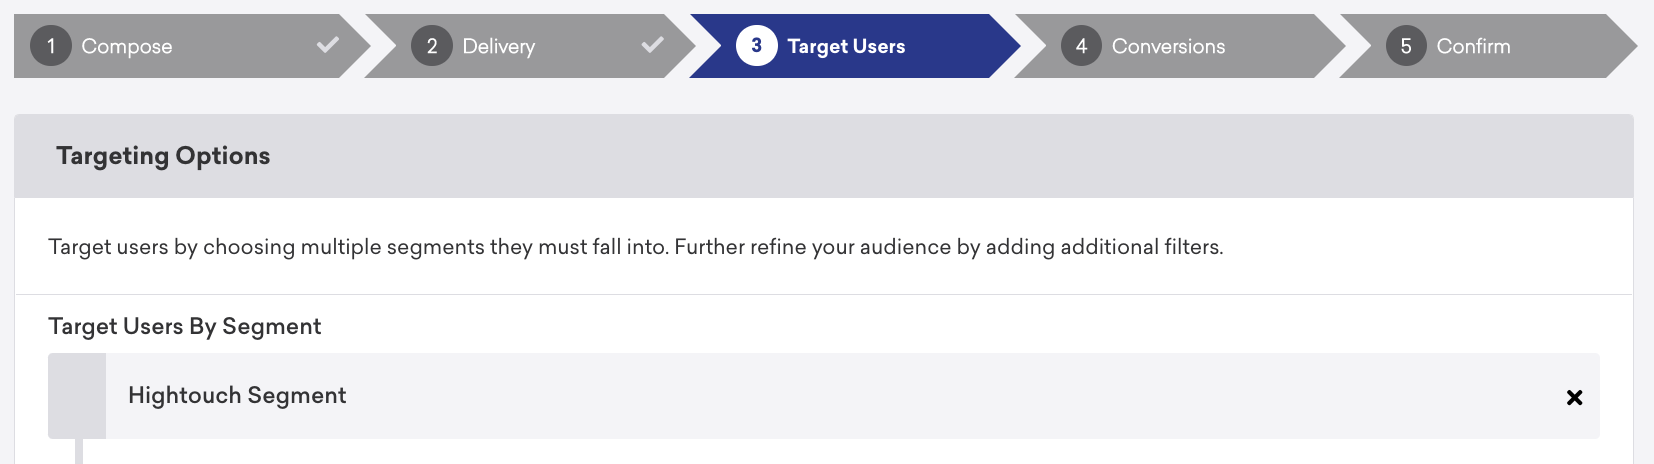 1 Compose 2 Delivery 3 Target Users 4 Conversions 5 Confirm
Targeting Options
Target users by choosing multiple segments they must fall into. Further refine your audience by adding additional filters.
Target Users By Segment
Hightouch Segment